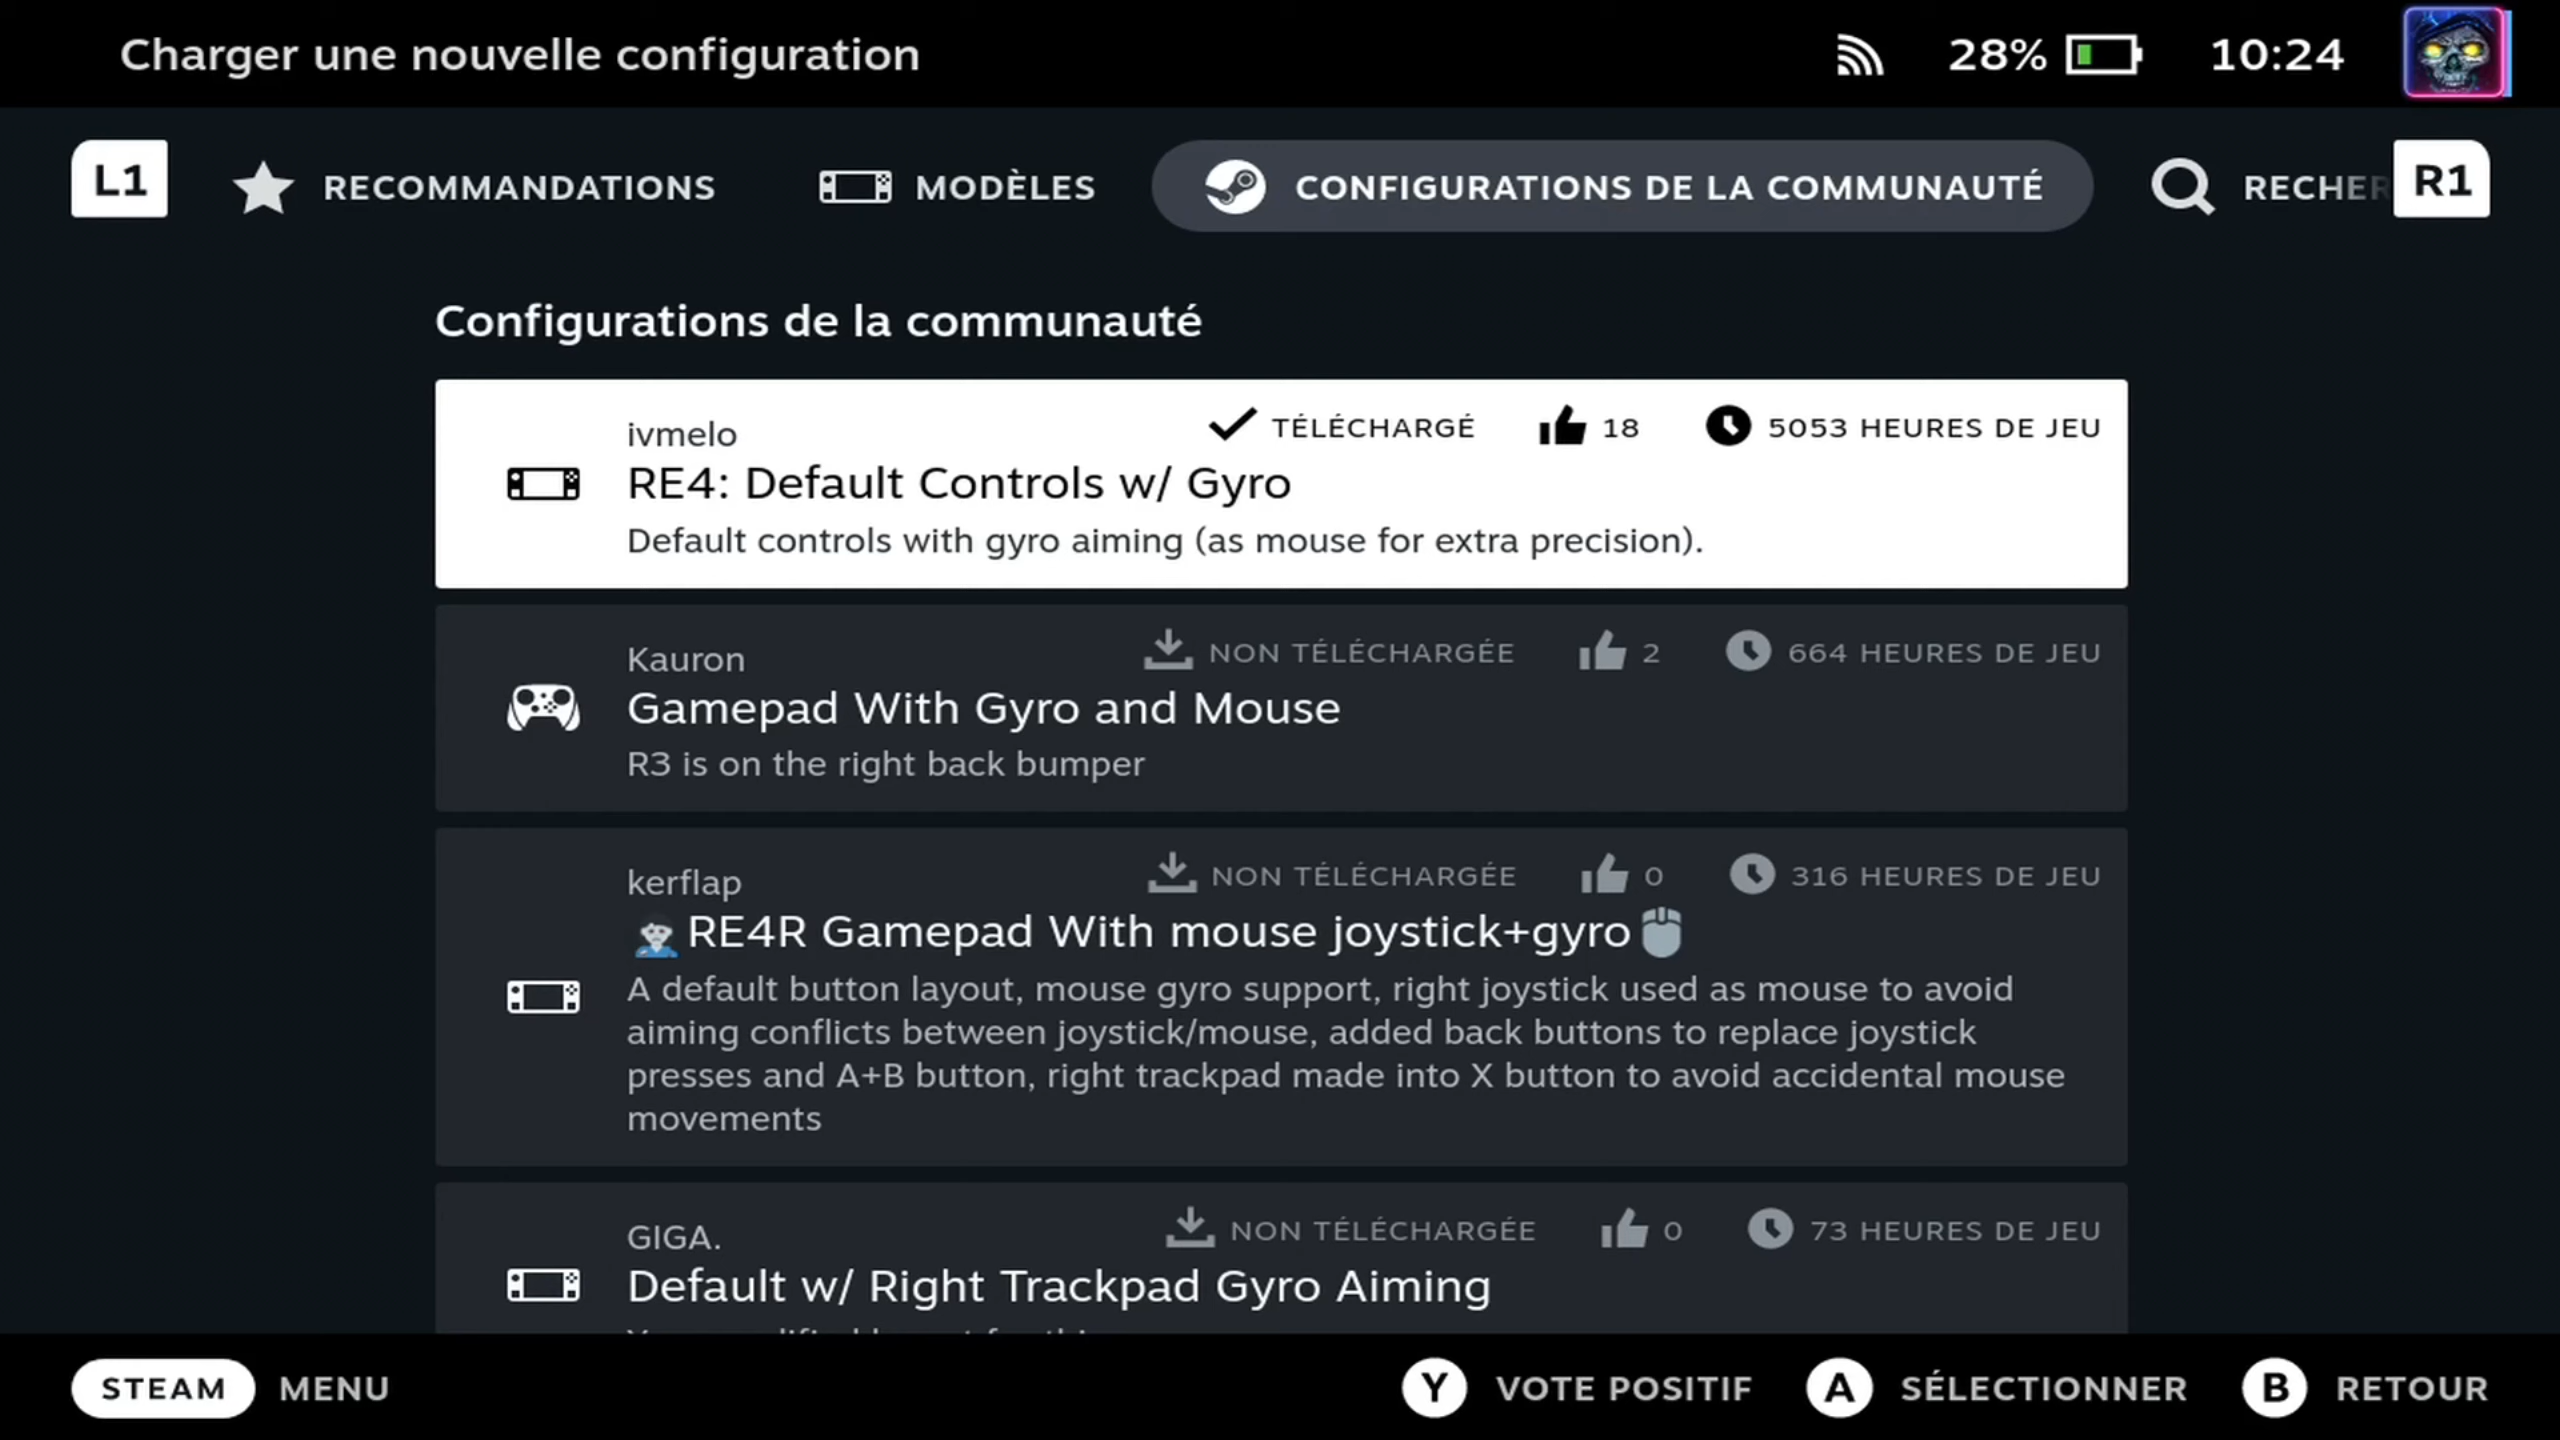 Charger une nouvelle configuration
28%
10:24
L1
RECOMMANDATIONS
MODÈLES
CONFIGURATIONS DE LA COMMUNAUTÉ
RECHER
R1
Configurations de la communauté
ivmelo
TÉLÉCHARGÉ
18
5053 HEURES DE JEU
RE4: Default Controls w/ Gyro
Default controls with gyro aiming (as mouse for extra precision).
Kauron
NON TÉLÉCHARGÉE
2
664 HEURES DE JEU
Gamepad With Gyro and Mouse
R3 is on the right back bumper
kerflap
NON TÉLÉCHARGÉE
0
316 HEURES DE JEU
RE4R Gamepad With mouse joystick+gyro
A default button layout, mouse gyro support, right joystick used as mouse to avoid
aiming conflicts between joystick/mouse, added back buttons to replace joystick
presses and A+B button, right trackpad made into X button to avoid accidental mouse
movements
GIGA.
NON TÉLÉCHARGÉE
0
73 HEURES DE JEU
Default w/ Right Trackpad Gyro Aiming
STEAM
MENU
Y
VOTE POSITIF
A
SÉLECTIONNER
B
RETOUR